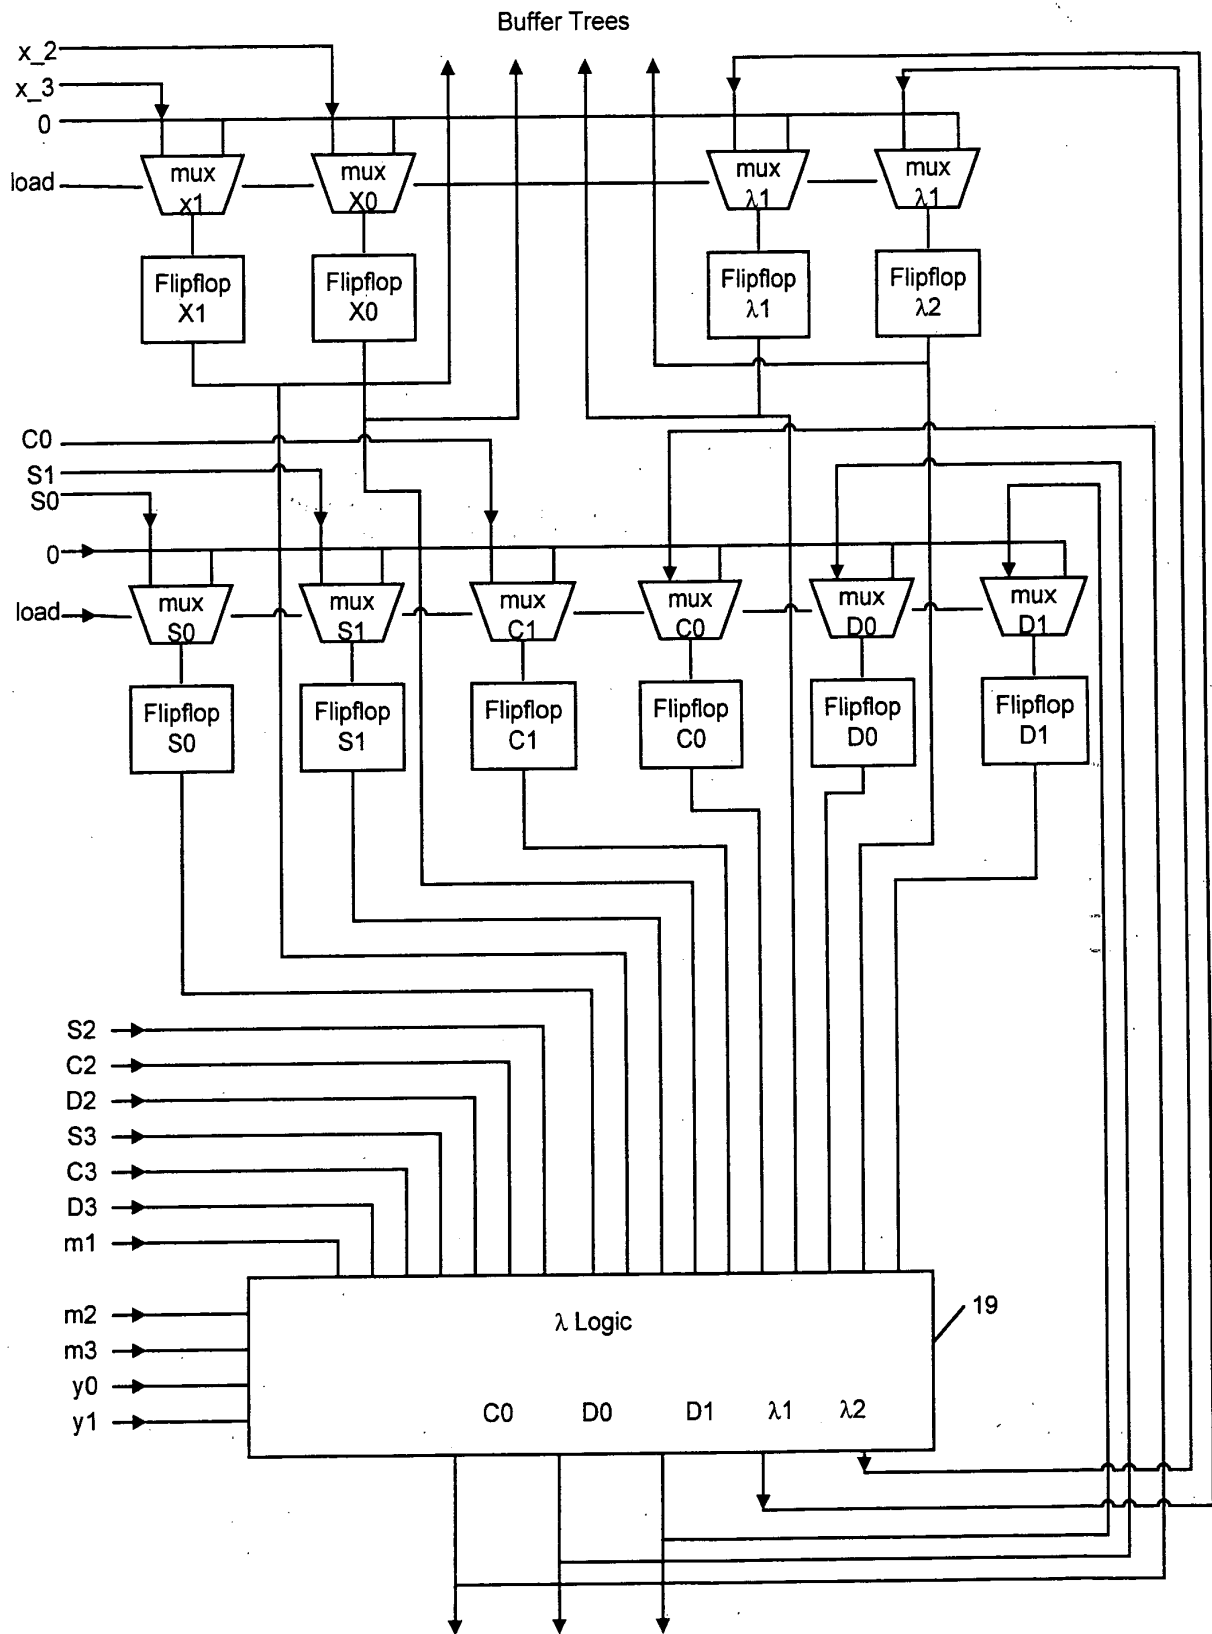 Buffer Trees
x_2
x_3
0
load
mux
x1
mux
X0
mux
λ1
mux
λ1
Flipflop
X1
Flipflop
X0
Flipflop
λ1
Flipflop
λ2
C0
S1
S0
0
load
mux
S0
mux
S1
mux
C1
mux
C0
mux
D0
mux
D1
Flipflop
S0
Flipflop
S1
Flipflop
C1
Flipflop
C0
Flipflop
D0
Flipflop
D1
S2
C2
D2
S3
C3
D3
m1
m2
m3
y0
y1
λ Logic
19
C0 D0 D1 λ1 λ2